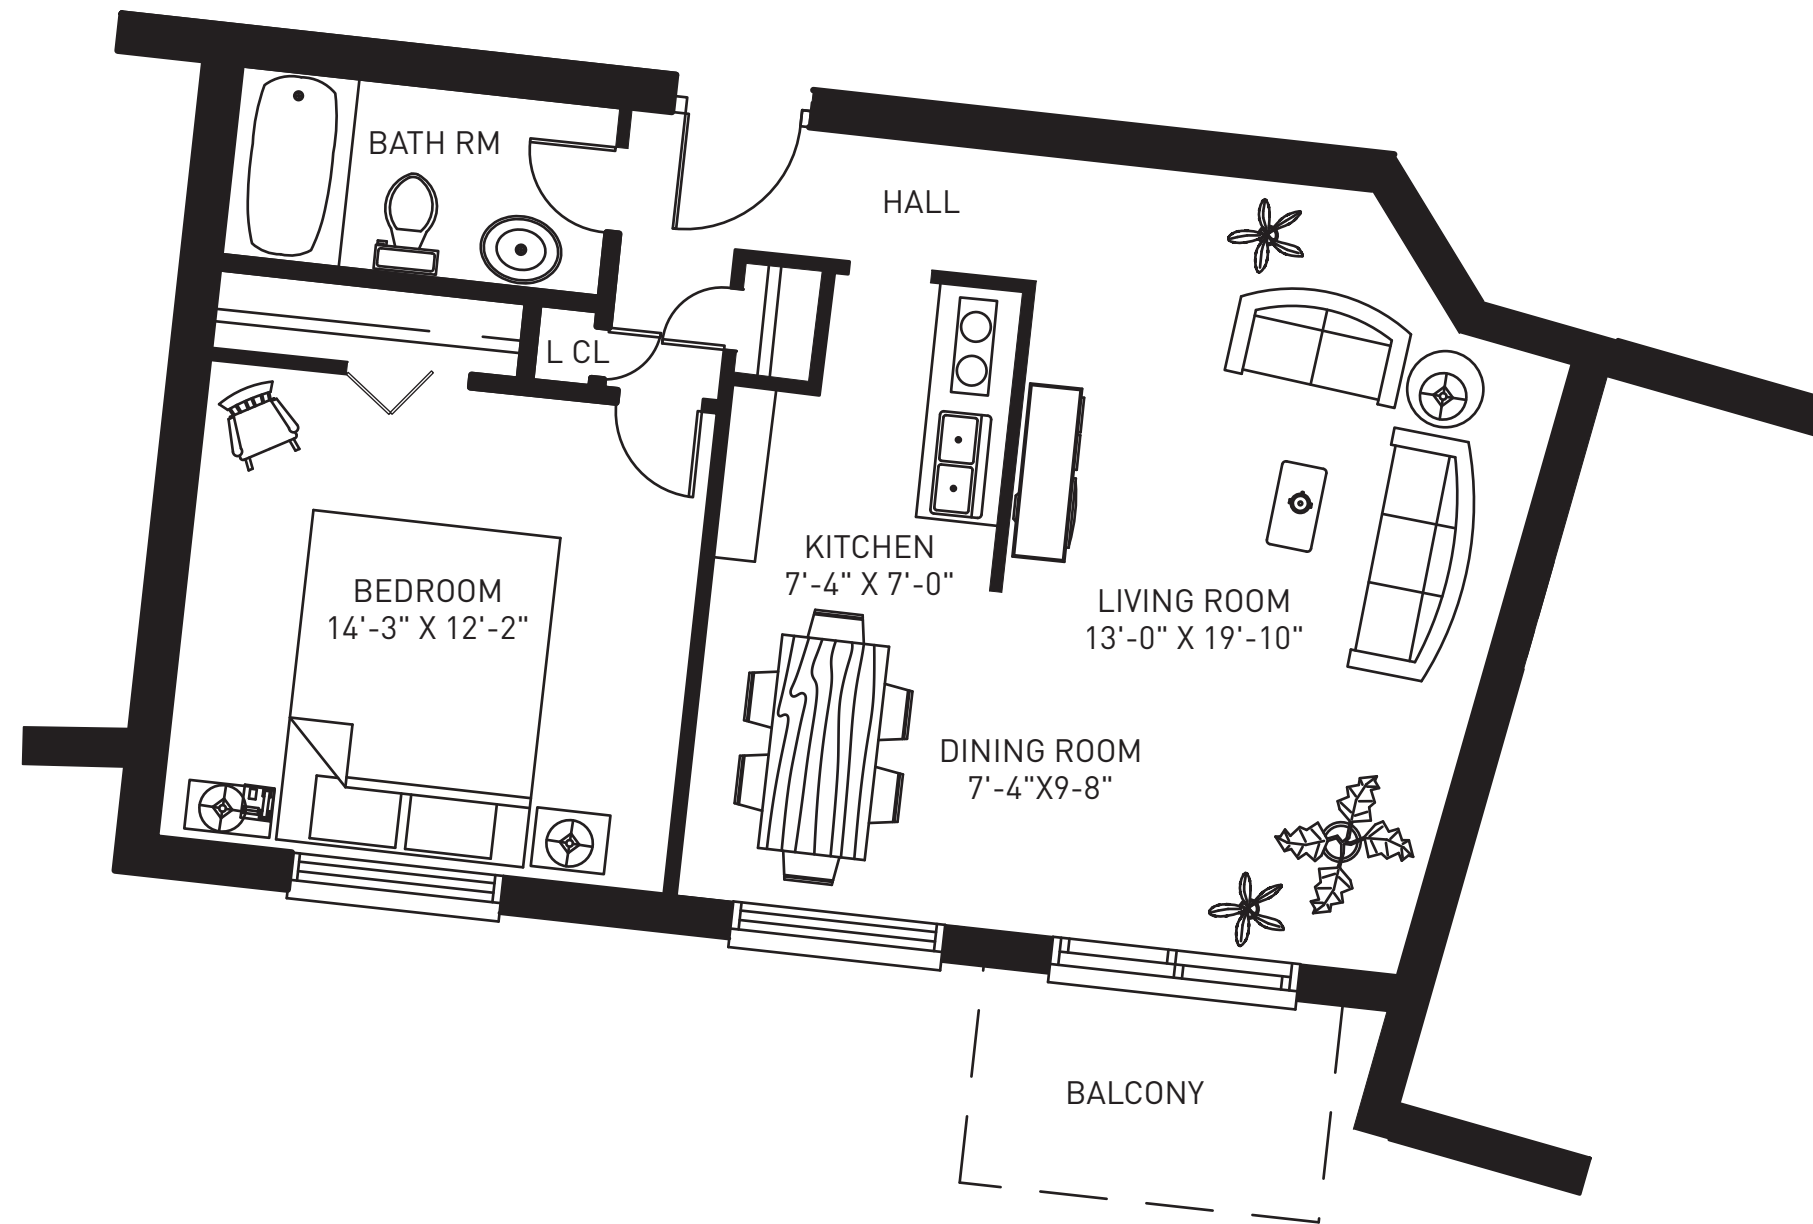 BATH RM
HALL
L CL
KITCHEN
7'-4" X 7'-0"
BEDROOM
14'-3" X 12'-2"
LIVING ROOM
13'-0" X 19'-10"
DINING ROOM
7'-4"X9-8"
BALCONY